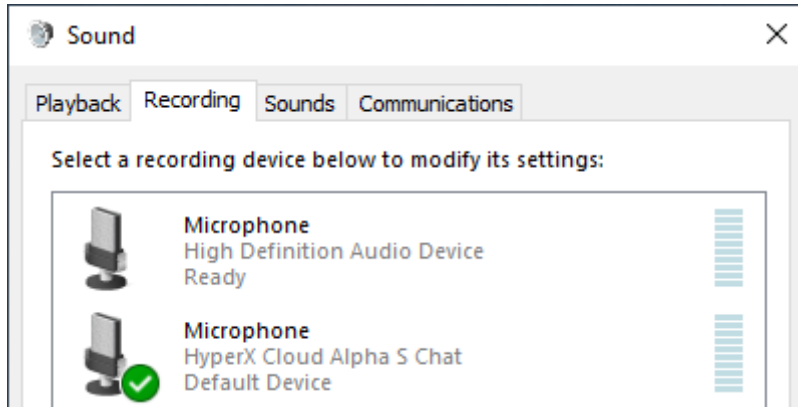 Sound
Playback Recording Sounds Communications
Select a recording device below to modify its settings:
Microphone
High Definition Audio Device
Ready
Microphone
HyperX Cloud Alpha S Chat
Default Device